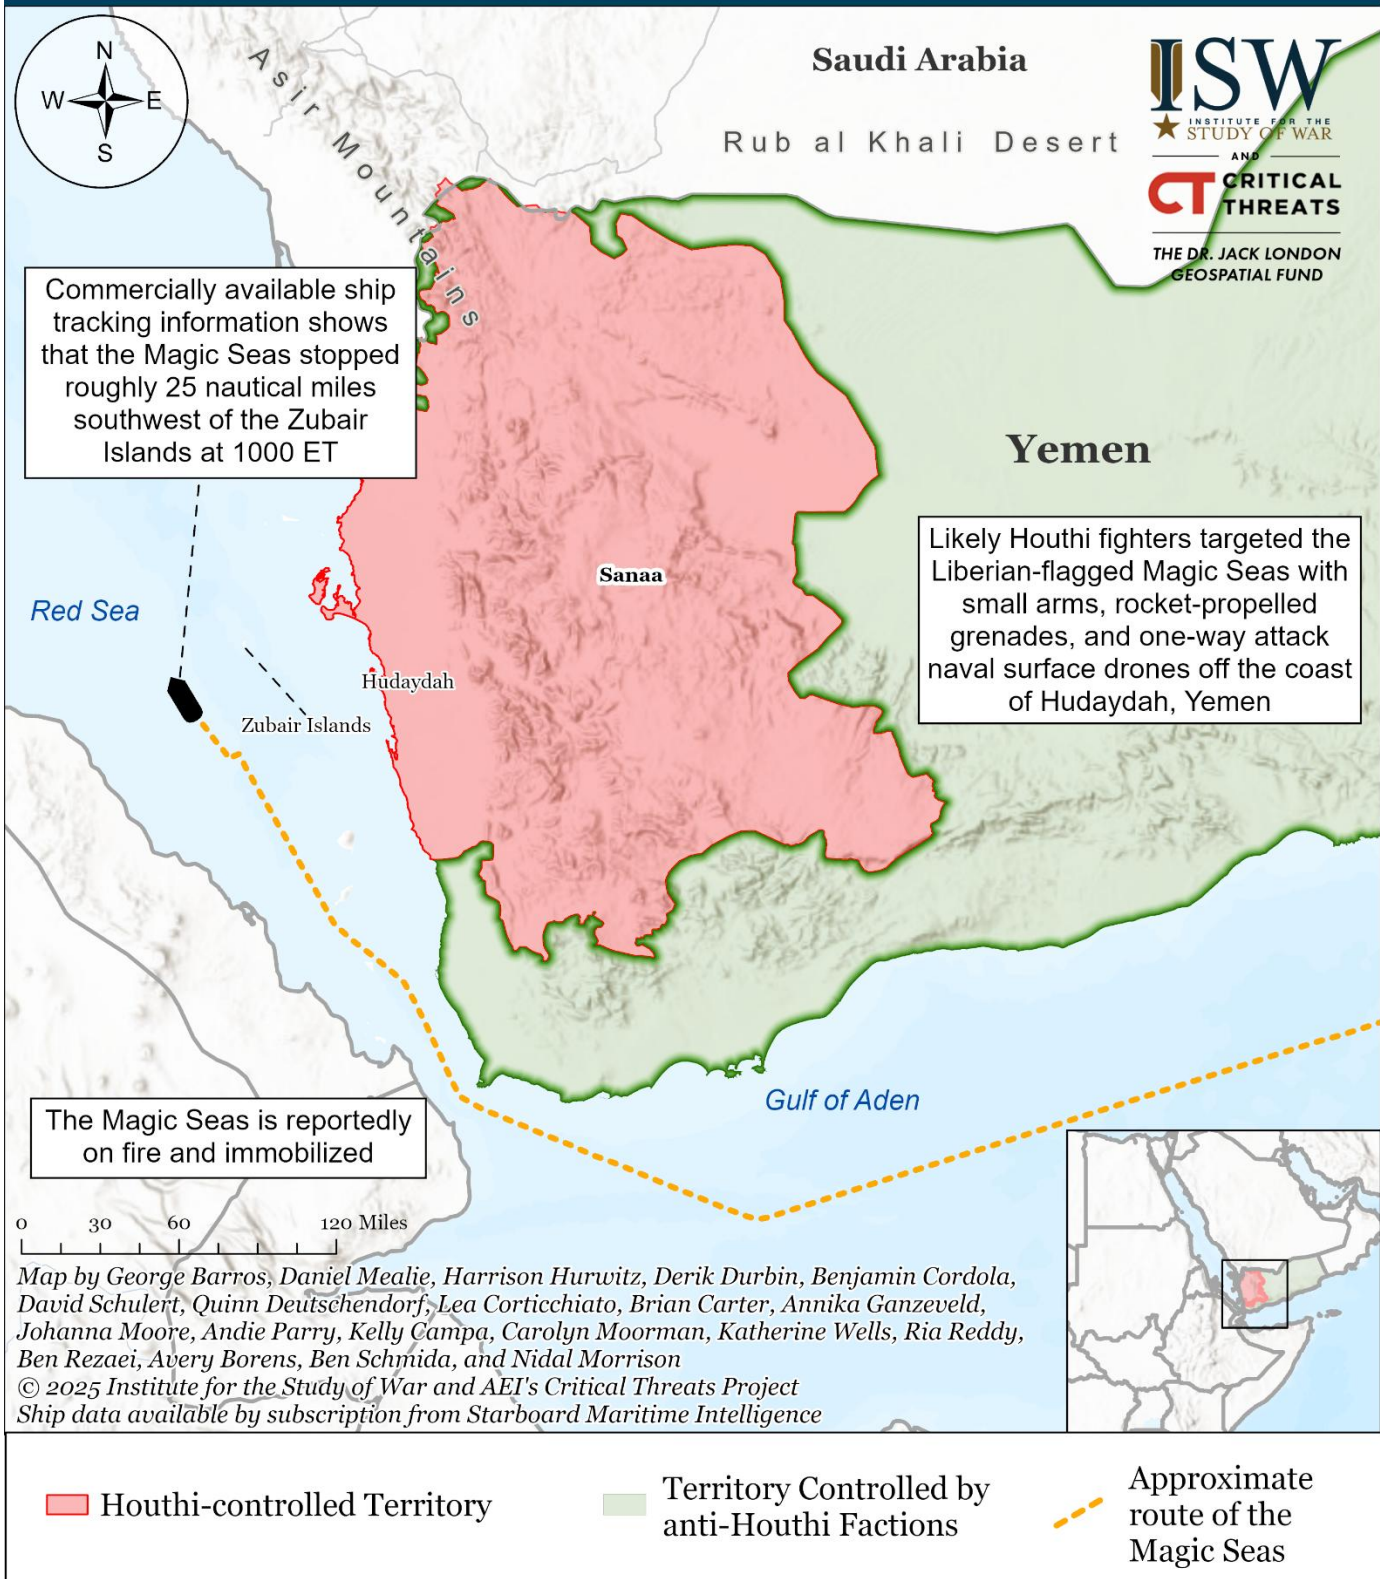 N
W E
S
Asir Mountains
Saudi Arabia
Rub al Khali Desert
ISW
INSTITUTE FOR THE
STUDY OF WAR
AND
CT CRITICAL
THREATS
THE DR. JACK LONDON
GEOSPATIAL FUND
Commercially available ship
tracking information shows
that the Magic Seas stopped
roughly 25 nautical miles
southwest of the Zubair
Islands at 1000 ET
Yemen
Likely Houthi fighters targeted the
Liberian-flagged Magic Seas with
small arms, rocket-propelled
grenades, and one-way attack
naval surface drones off the coast
of Hudaydah, Yemen
Sanaa
Red Sea
Hudaydah
Zubair Islands
Gulf of Aden
The Magic Seas is reportedly
on fire and immobilized
0 30 60 120 Miles
Map by George Barros, Daniel Mealie, Harrison Hurwitz, Derik Durbin, Benjamin Cordola,
David Schulert, Quinn Deutschendorf, Lea Corticchiato, Brian Carter, Annika Ganzeveld,
Johanna Moore, Andie Parry, Kelly Campa, Carolyn Moorman, Katherine Wells, Ria Reddy,
Ben Rezaei, Avery Borens, Ben Schmida, and Nidal Morrison
© 2025 Institute for the Study of War and AEI's Critical Threats Project
Ship data available by subscription from Starboard Maritime Intelligence
Houthi-controlled Territory
Territory Controlled by
anti-Houthi Factions
Approximate
route of the
Magic Seas